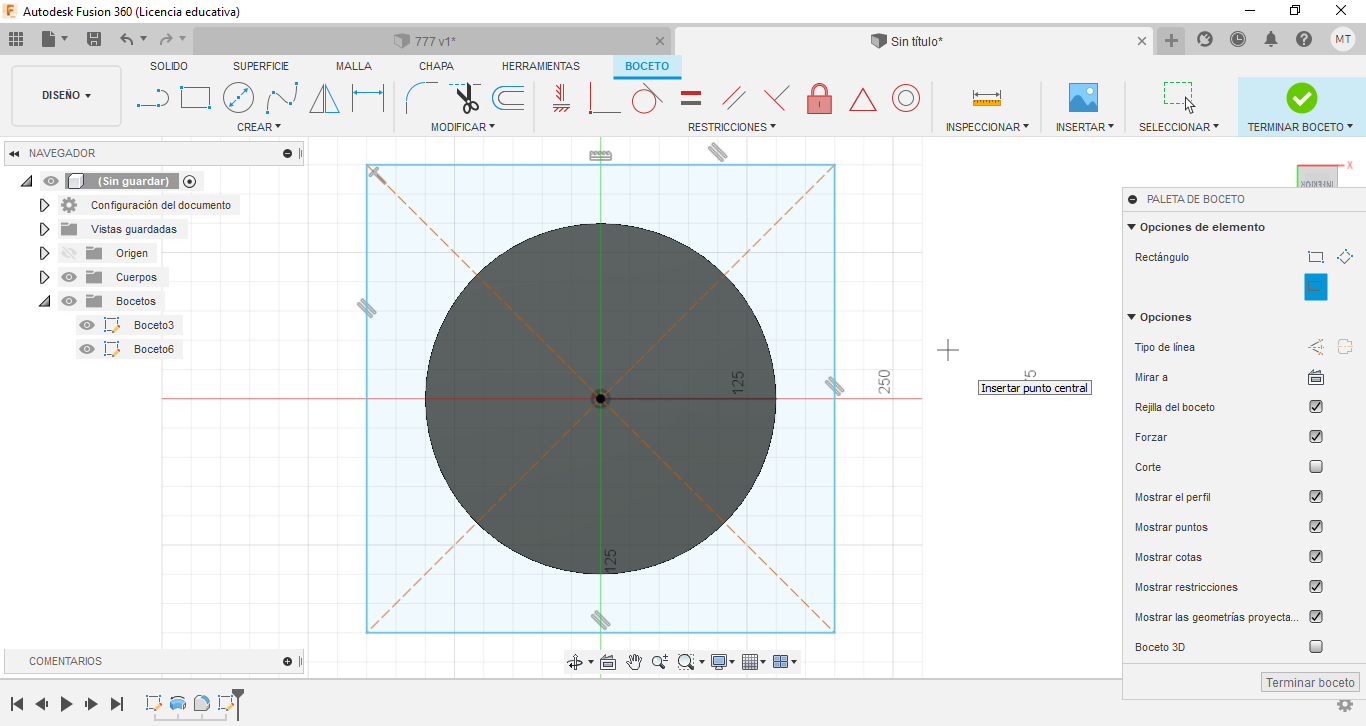 Autodesk Fusion 360 (Licencia educativa)
777 v1*
Sin título*
MT
DISEÑO
SOLIDO
SUPERFICIE
MALLA
CHAPA
HERRAMIENTAS
BOCETO
CREAR
MODIFICAR
RESTRICCIONES
INSPECCIONAR
INSERTAR
SELECCIONAR
TERMINAR BOCETO
NAVEGADOR
(Sin guardar)
Configuración del documento
Vistas guardadas
Origen
Cuerpos
Bocetos
Boceto3
Boceto6
125
125
250
Insertar punto central
X
INFERIOR
PALETA DE BOCETO
Opciones de elemento
Rectángulo
Opciones
Tipo de línea
Mirar a
Rejilla del boceto
Forzar
Corte
Mostrar el perfil
Mostrar puntos
Mostrar cotas
Mostrar restricciones
Mostrar las geometrías proyecta...
Boceto 3D
Terminar boceto
COMENTARIOS